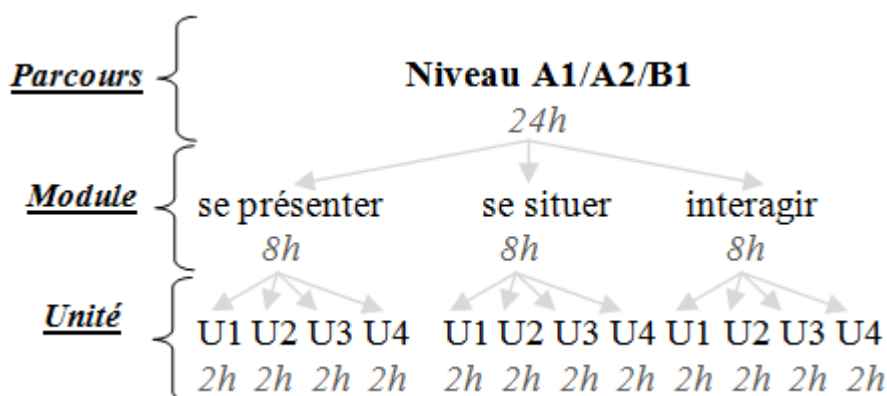 Parcours
Niveau A1/A2/B1
24h
Module
se présenter se situer interagir
8h 8h 8h
Unité
U1 U2 U3 U4 U1 U2 U3 U4 U1 U2 U3 U4
2h 2h 2h 2h 2h 2h 2h 2h 2h 2h 2h 2h